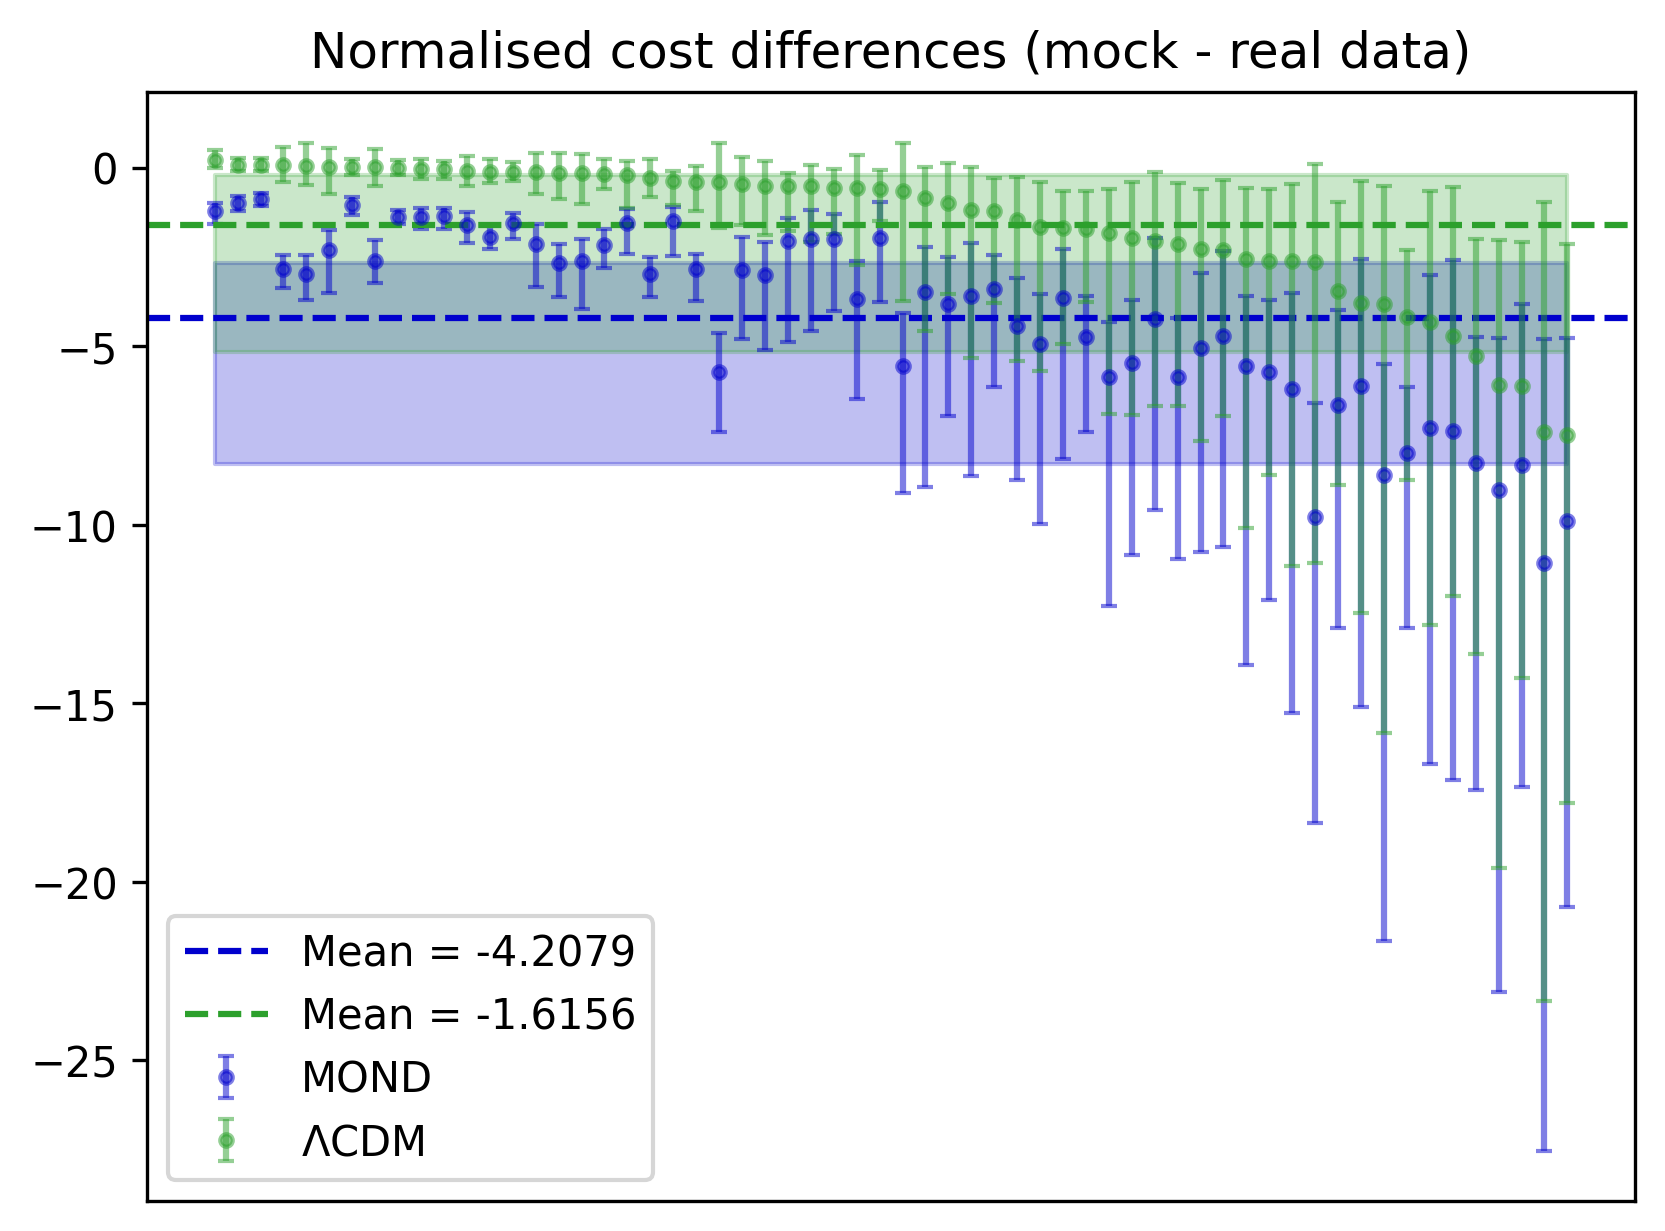 Normalised cost differences (mock - real data)
0
−5
−10
−15
−20
−25
Mean = -4.2079
Mean = -1.6156
MOND
ΛCDM